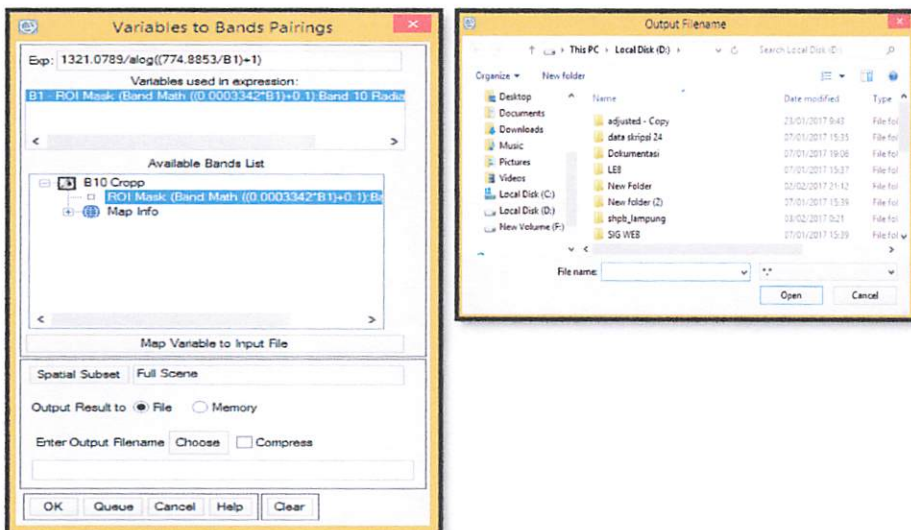 Variables to Bands Pairings
Exp: 1321.0789/alog((774.8853/B1)+1)
Variables used in expression:
B1 - ROI Mask (Band Math ((0.0003342*B1)+0.1):Band 10 Radia
Available Bands List
B10 Cropp
ROI Mask (Band Math ((0.0003342*B1)+0.1):Ba
Map Info
Map Variable to Input File
Spatial Subset Full Scene
Output Result to File Memory
Enter Output Filename Choose Compress
OK Queue Cancel Help Clear
Output Filename
This PC › Local Disk (D:) ›
Search Local Disk (D:)
Organize New folder
Desktop
Documents
Downloads
Music
Pictures
Videos
Local Disk (C:)
Local Disk (D:)
New Volume (F:)
Name Date modified Type
adjusted - Copy 23/01/2017 9:43 File fol
data skripsi 24 07/01/2017 15:35 File fol
Dokumentasi 07/01/2017 19:06 File fol
LE8 07/01/2017 15:37 File fol
New Folder 02/02/2017 21:12 File fol
New folder (2) 07/01/2017 15:39 File fol
shpb_lampung 03/02/2017 0:21 File fol
SIG WEB 07/01/2017 15:39 File fol
File name: *.*
Open Cancel